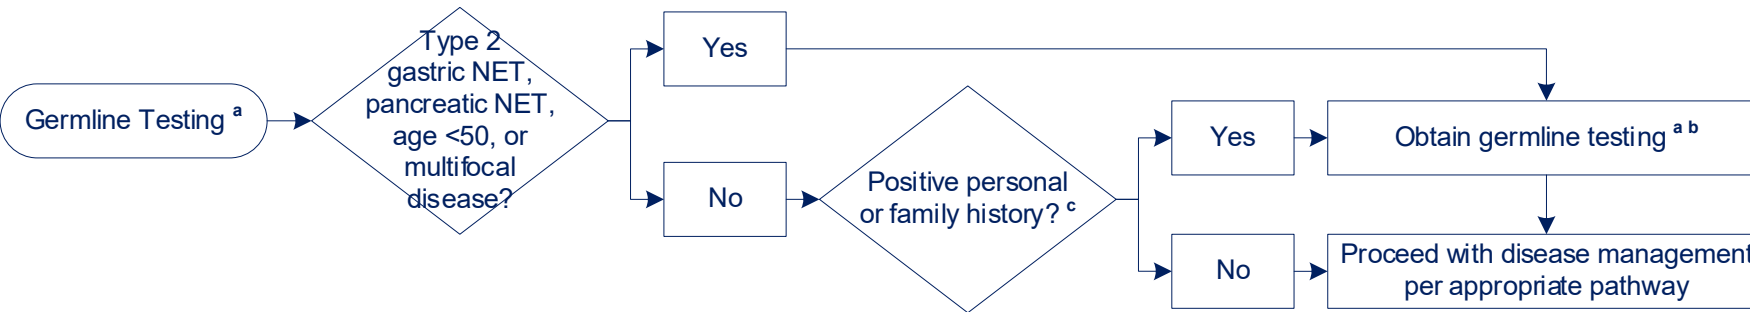 Germline Testing a
Type 2
gastric NET,
pancreatic NET,
age <50, or
multifocal
disease?
Yes
No
Positive personal
or family history? c
Yes
No
Obtain germline testing a b
Proceed with disease management
per appropriate pathway